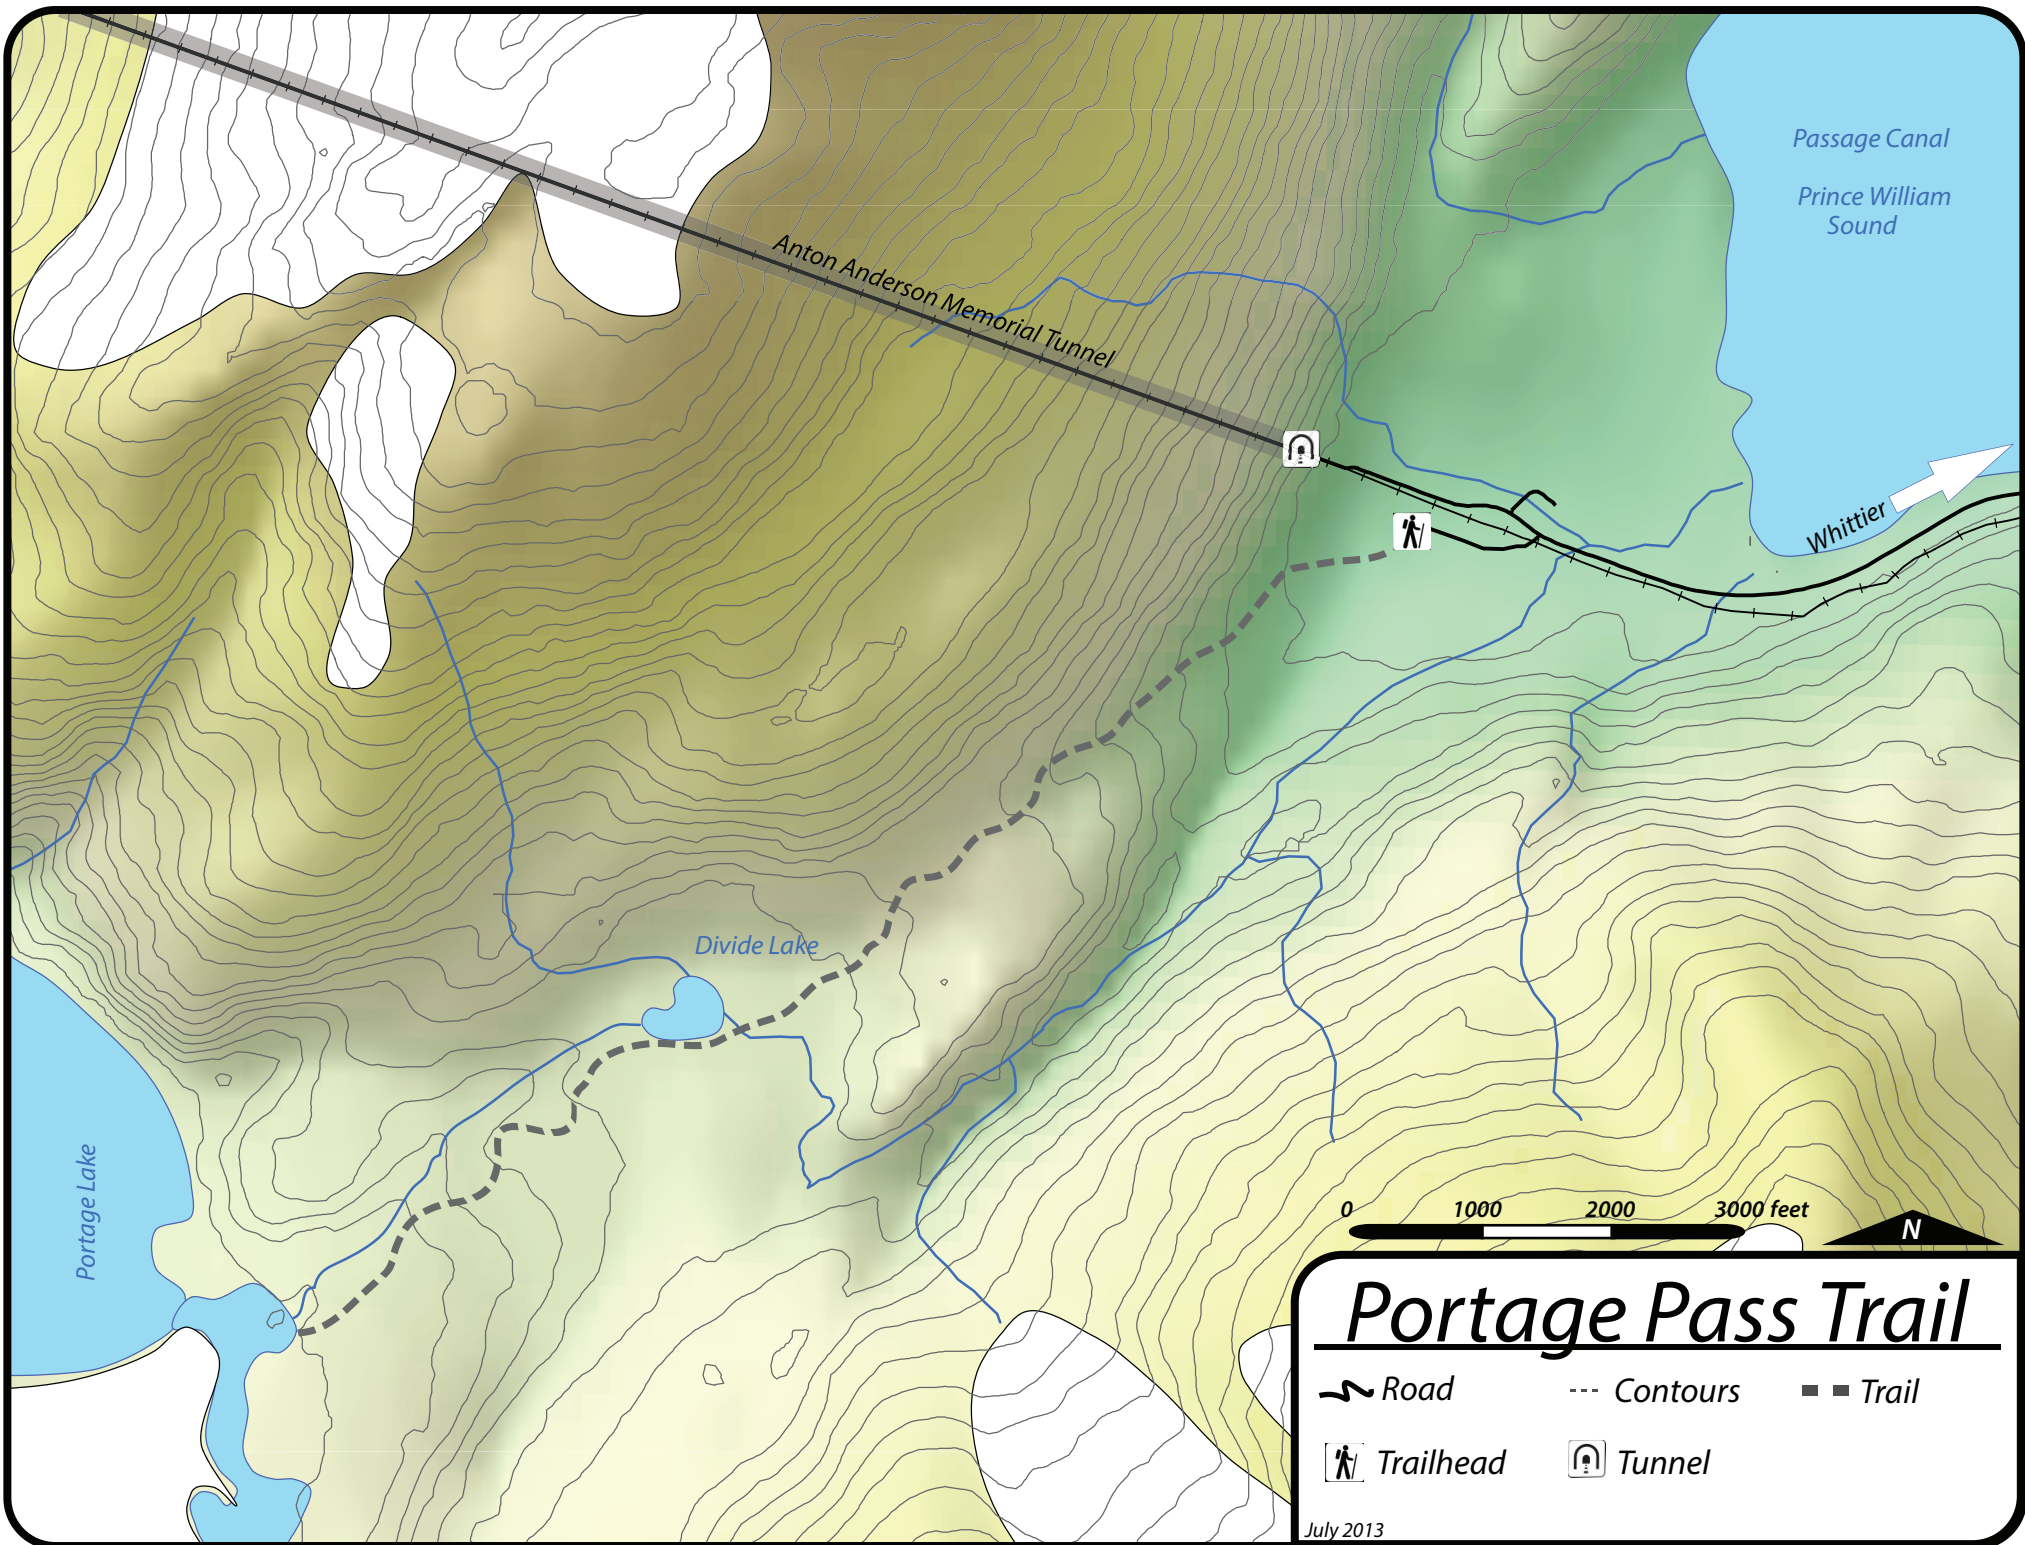 Passage Canal
Prince William
Sound
Anton Anderson Memorial Tunnel
Whittier
Divide Lake
Portage Lake
0 1000 2000 3000 feet
N
Portage Pass Trail
Road Contours Trail
Trailhead Tunnel
July 2013